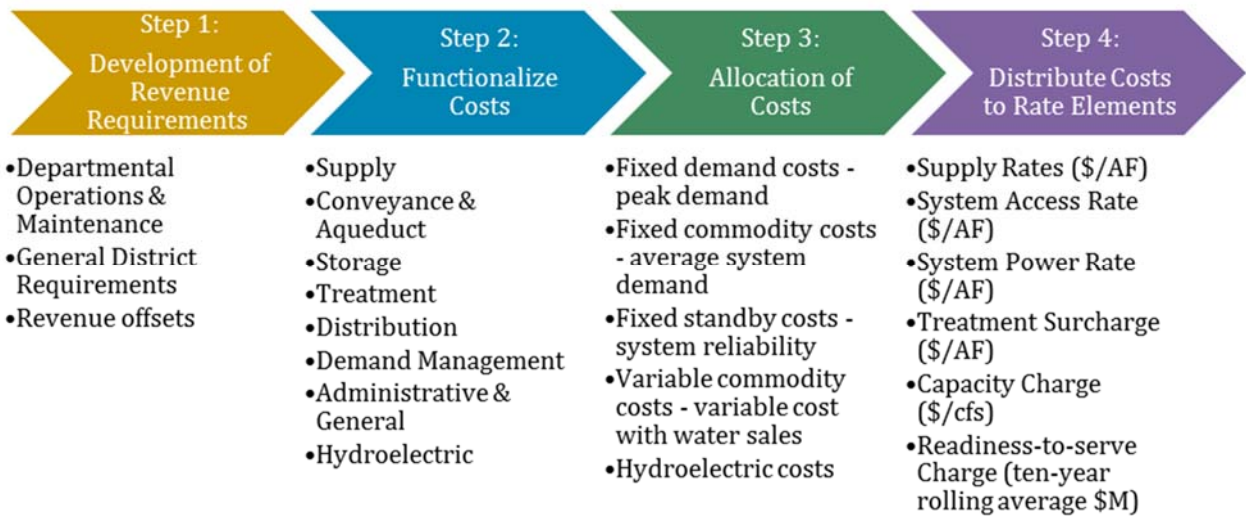 Step 1:
Development of
Revenue
Requirements
•Departmental
Operations &
Maintenance
•General District
Requirements
•Revenue offsets
Step 2:
Functionalize
Costs
•Supply
•Conveyance &
Aqueduct
•Storage
•Treatment
•Distribution
•Demand Management
•Administrative &
General
•Hydroelectric
Step 3:
Allocation of
Costs
•Fixed demand costs -
peak demand
•Fixed commodity costs
- average system
demand
•Fixed standby costs -
system reliability
•Variable commodity
costs - variable cost
with water sales
•Hydroelectric costs
Step 4:
Distribute Costs
to Rate Elements
•Supply Rates ($/AF)
•System Access Rate
($/AF)
•System Power Rate
($/AF)
•Treatment Surcharge
($/AF)
•Capacity Charge
($/cfs)
•Readiness-to-serve
Charge (ten-year
rolling average $M)